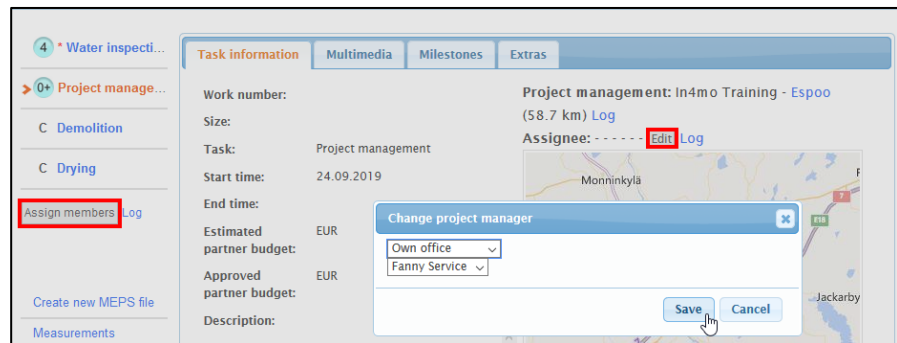 4 * Water inspecti...
0+ Project manage...
C Demolition
C Drying
Assign members Log
Create new MEPS file
Measurements
Task information Multimedia Milestones Extras
Work number:
Size:
Task: Project management
Start time: 24.09.2019
End time:
Estimated EUR
partner budget:
Approved EUR
partner budget:
Description:
Project management: In4mo Training - Espoo
(58.7 km) Log
Assignee: - - - - - - Edit Log
Monninkylä
7
E18
Jackarby
Change project manager
Own office
Fanny Service
Save Cancel